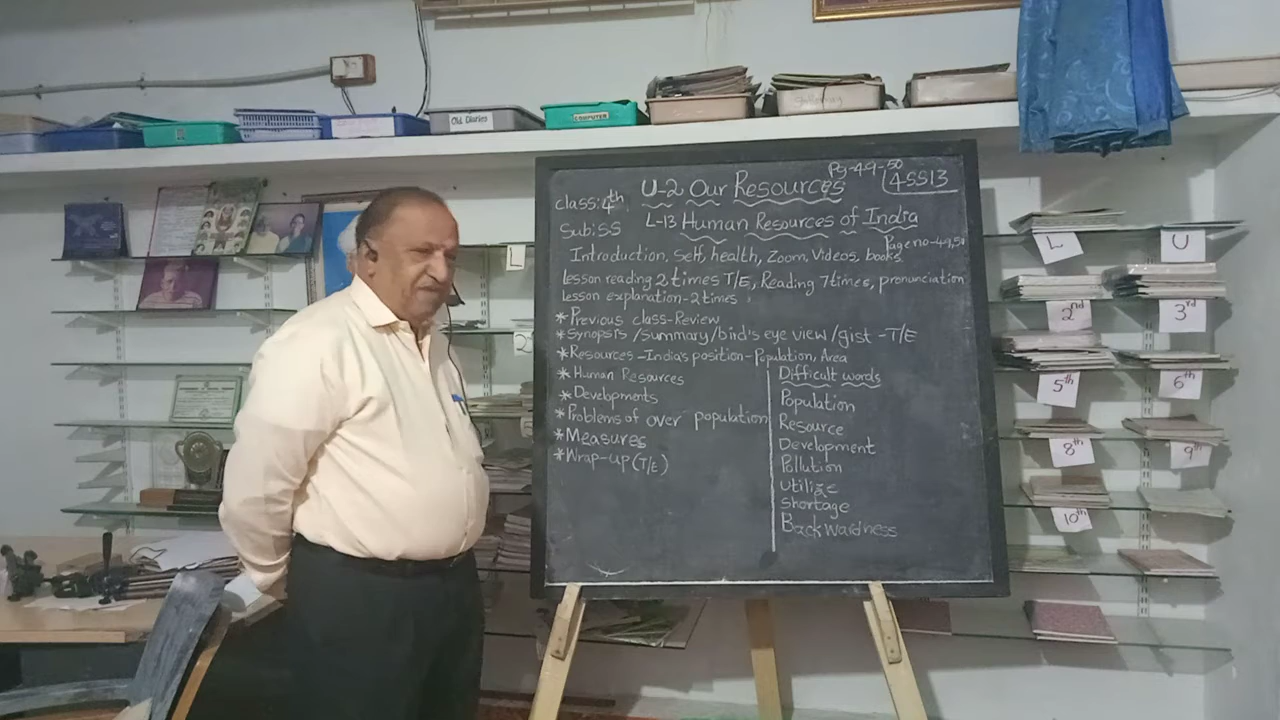 Old Diaries
COMPUTER
Pg-49-50
class: 4th
U-2 Our Resources
4-SS13
Sub: SS
L-13 Human Resources of India
Page no-49,50
Introduction, Self, health, Zoom, Videos, books
Lesson reading 2 times T/E, Reading 7 times, pronunciation
Lesson explanation-2 times
* Previous class-Review
* Synopsis/summary/bird's eye view/gist -T/E
* Resources-India's position-Population, Area
* Human Resources
* Developments
* Problems of over population
* Measures
* Wrap-up (T/E)
Difficult words
Population
Resource
Development
Pollution
Utilize
Shortage
Backwardness
L
L
U
2nd
3rd
5th
6th
8th
9th
10th